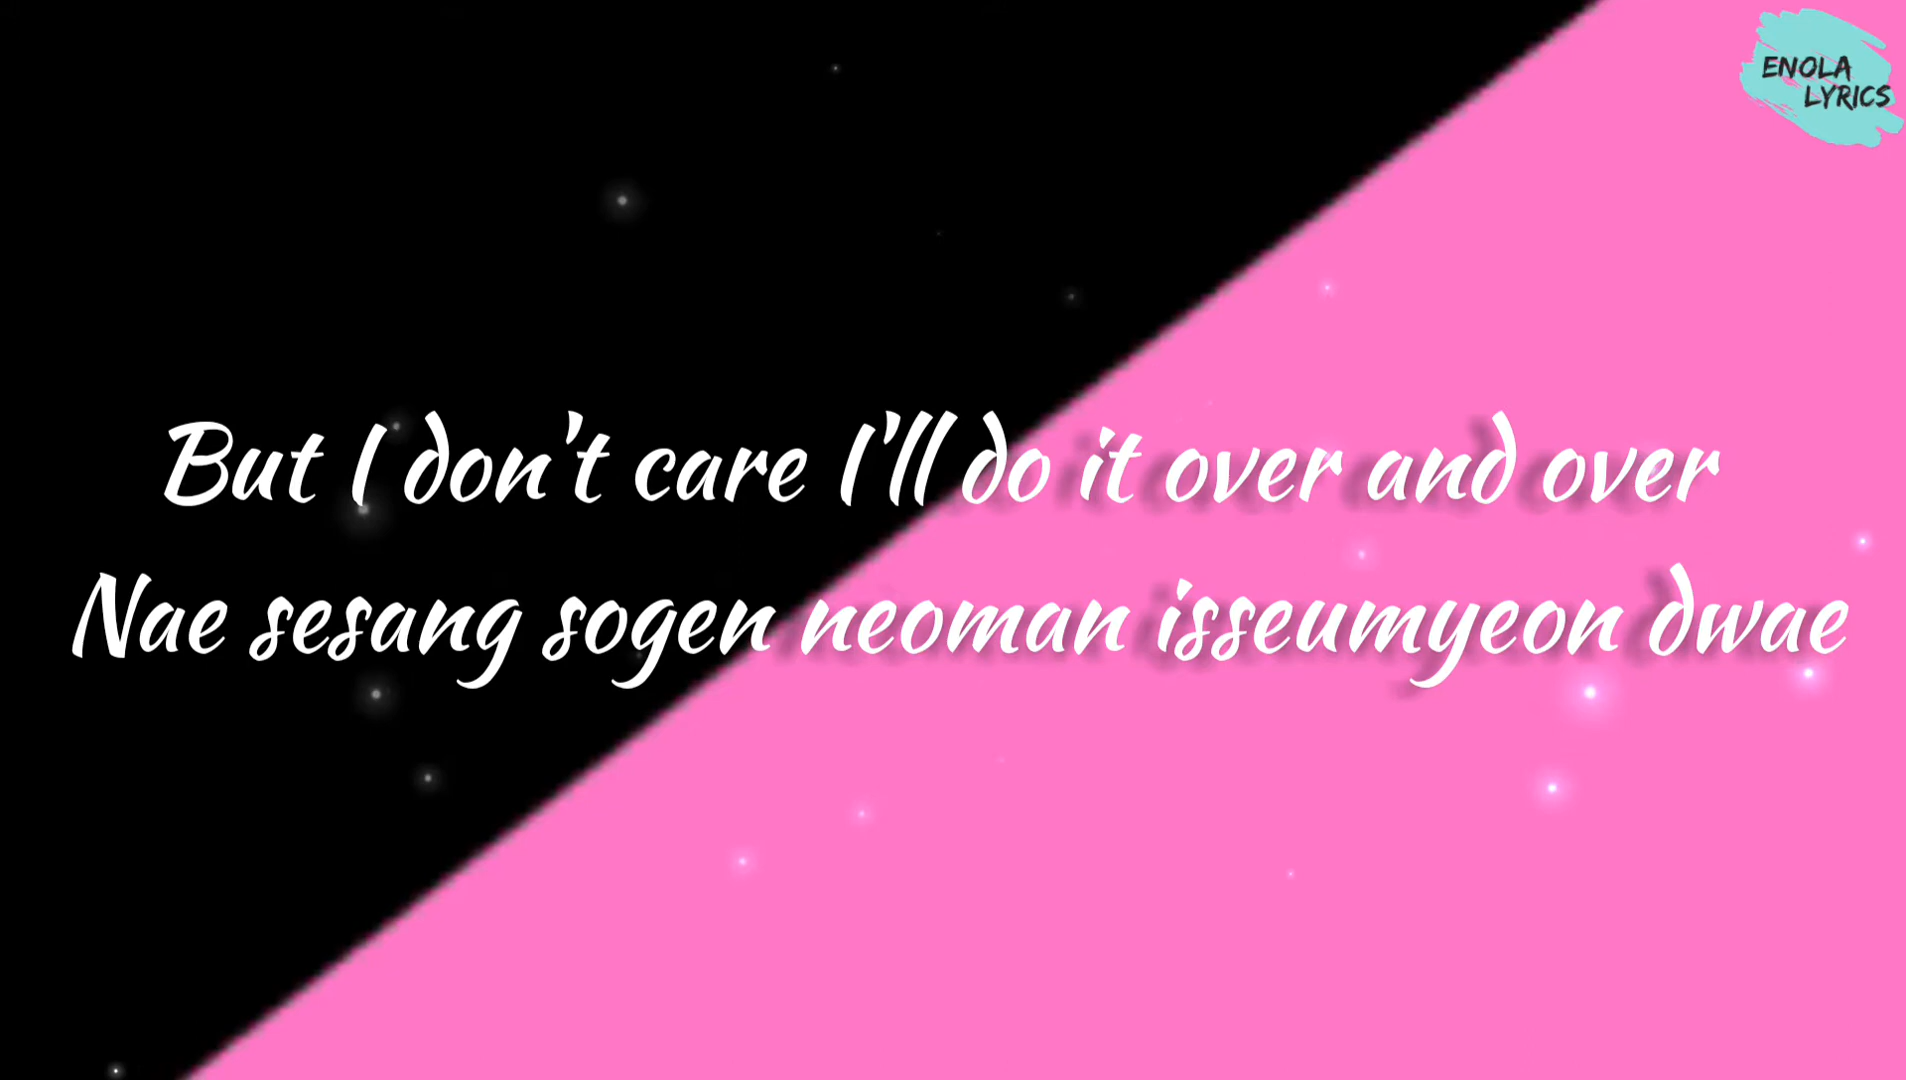 ENOLA
LYRICS
But I don't care I'll do it over and over
Nae sesang sogen neoman isseumyeon dwae